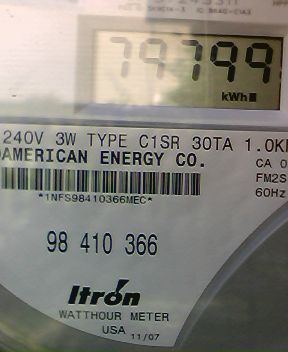 79799
kWh
240V 3W TYPE C1SR 30TA 1.0K
AMERICAN ENERGY CO.
CA 0
FM2S
60Hz
*1NFS98410366MEC*
98 410 366
Itrón
WATTHOUR METER
USA 11/07